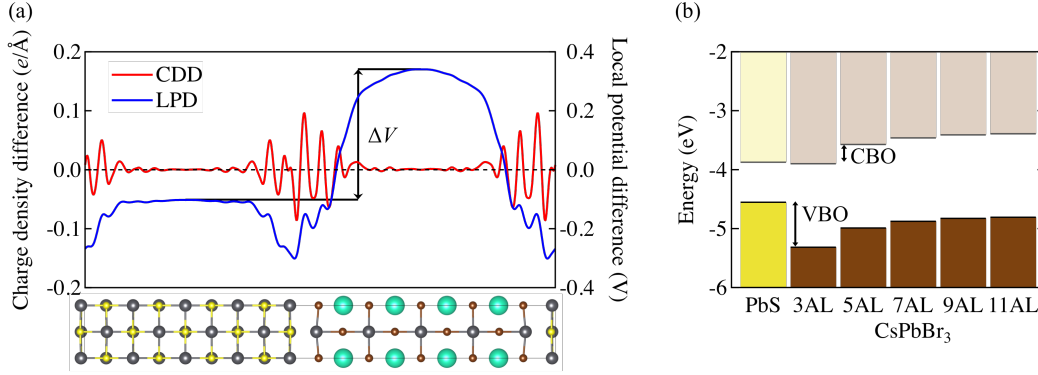 (a)
Charge density difference (e/Å)
0.2
0.1
0.0
-0.1
-0.2
CDD
LPD
ΔV
0.4
0.2
0.0
-0.2
-0.4
Local potential difference (V)
(b)
Energy (eV)
-2
-3
-4
-5
-6
CBO
VBO
PbS 3AL 5AL 7AL 9AL 11AL
CsPbBr₃